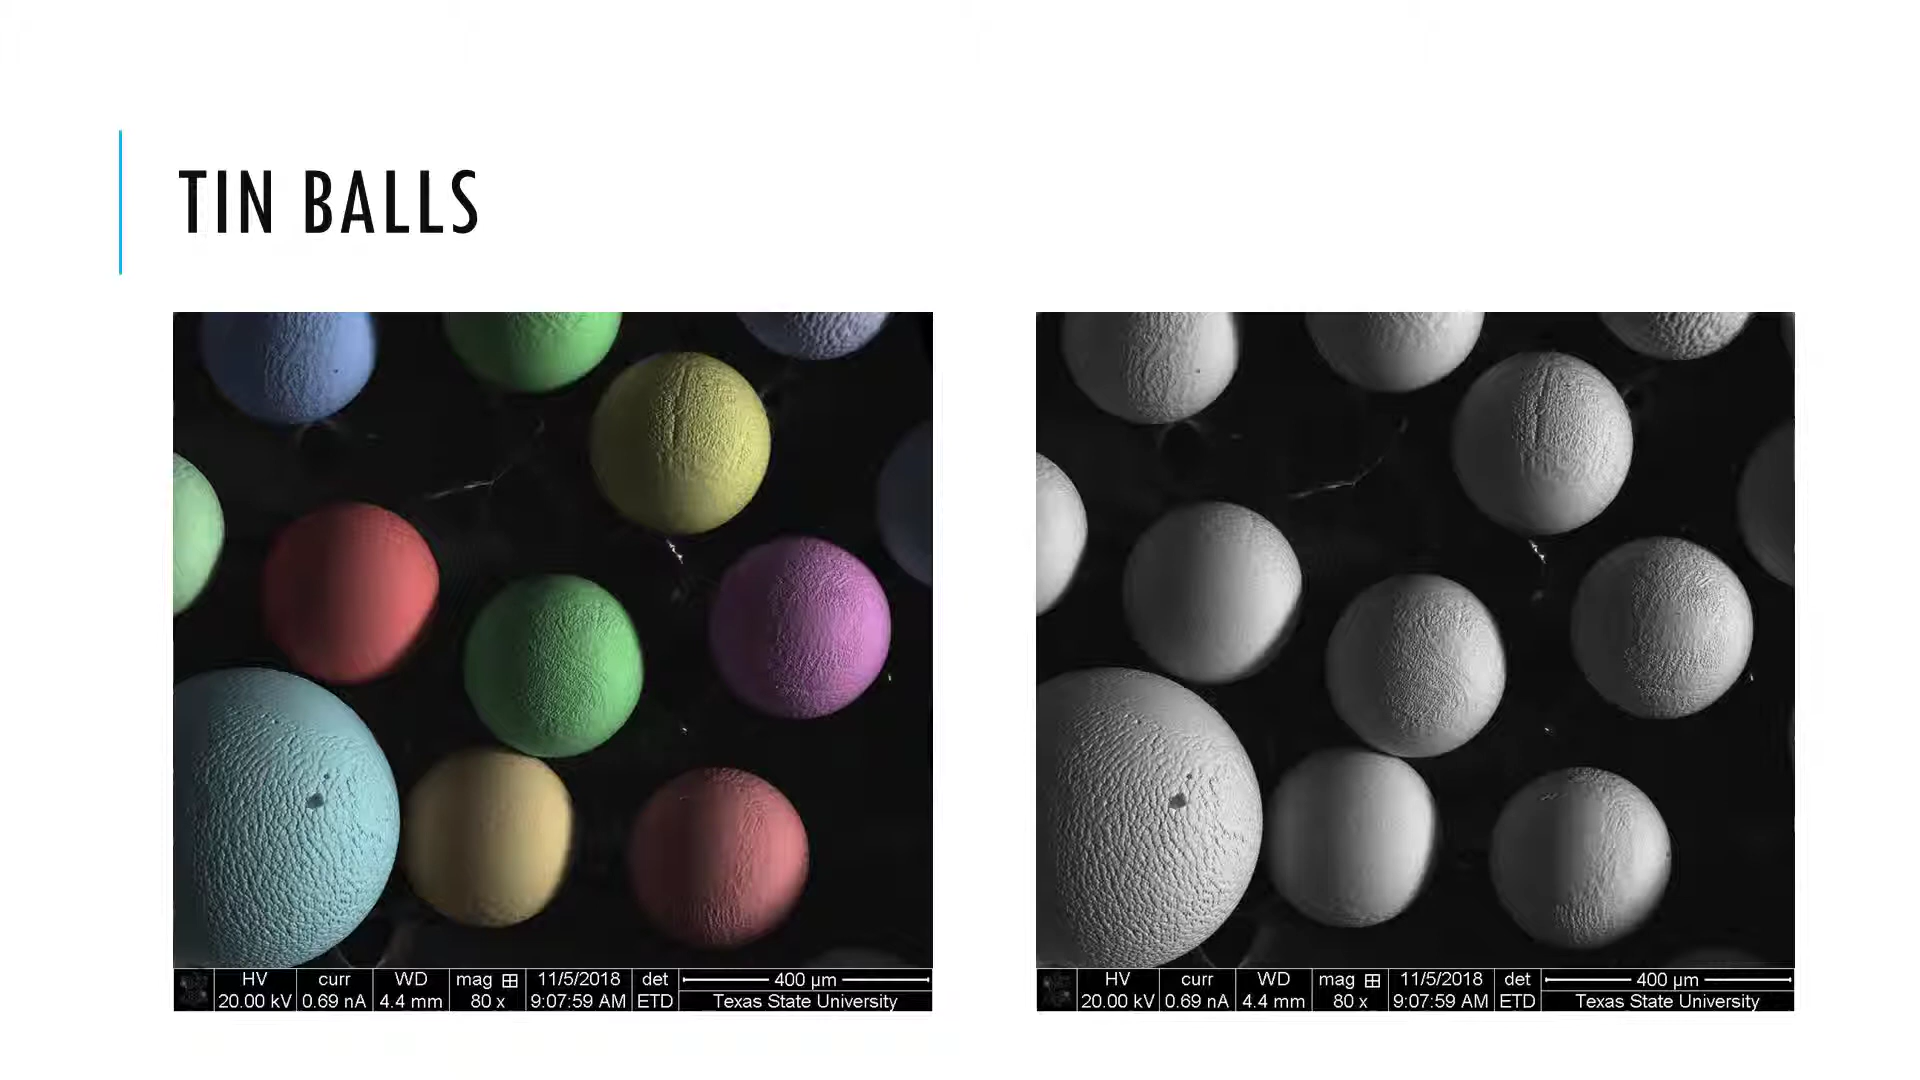 TIN BALLS
HV curr WD mag 11/5/2018 det 400 µm
20.00 kV 0.69 nA 4.4 mm 80 x 9:07:59 AM ETD Texas State University
HV curr WD mag 11/5/2018 det 400 µm
20.00 kV 0.69 nA 4.4 mm 80 x 9:07:59 AM ETD Texas State University